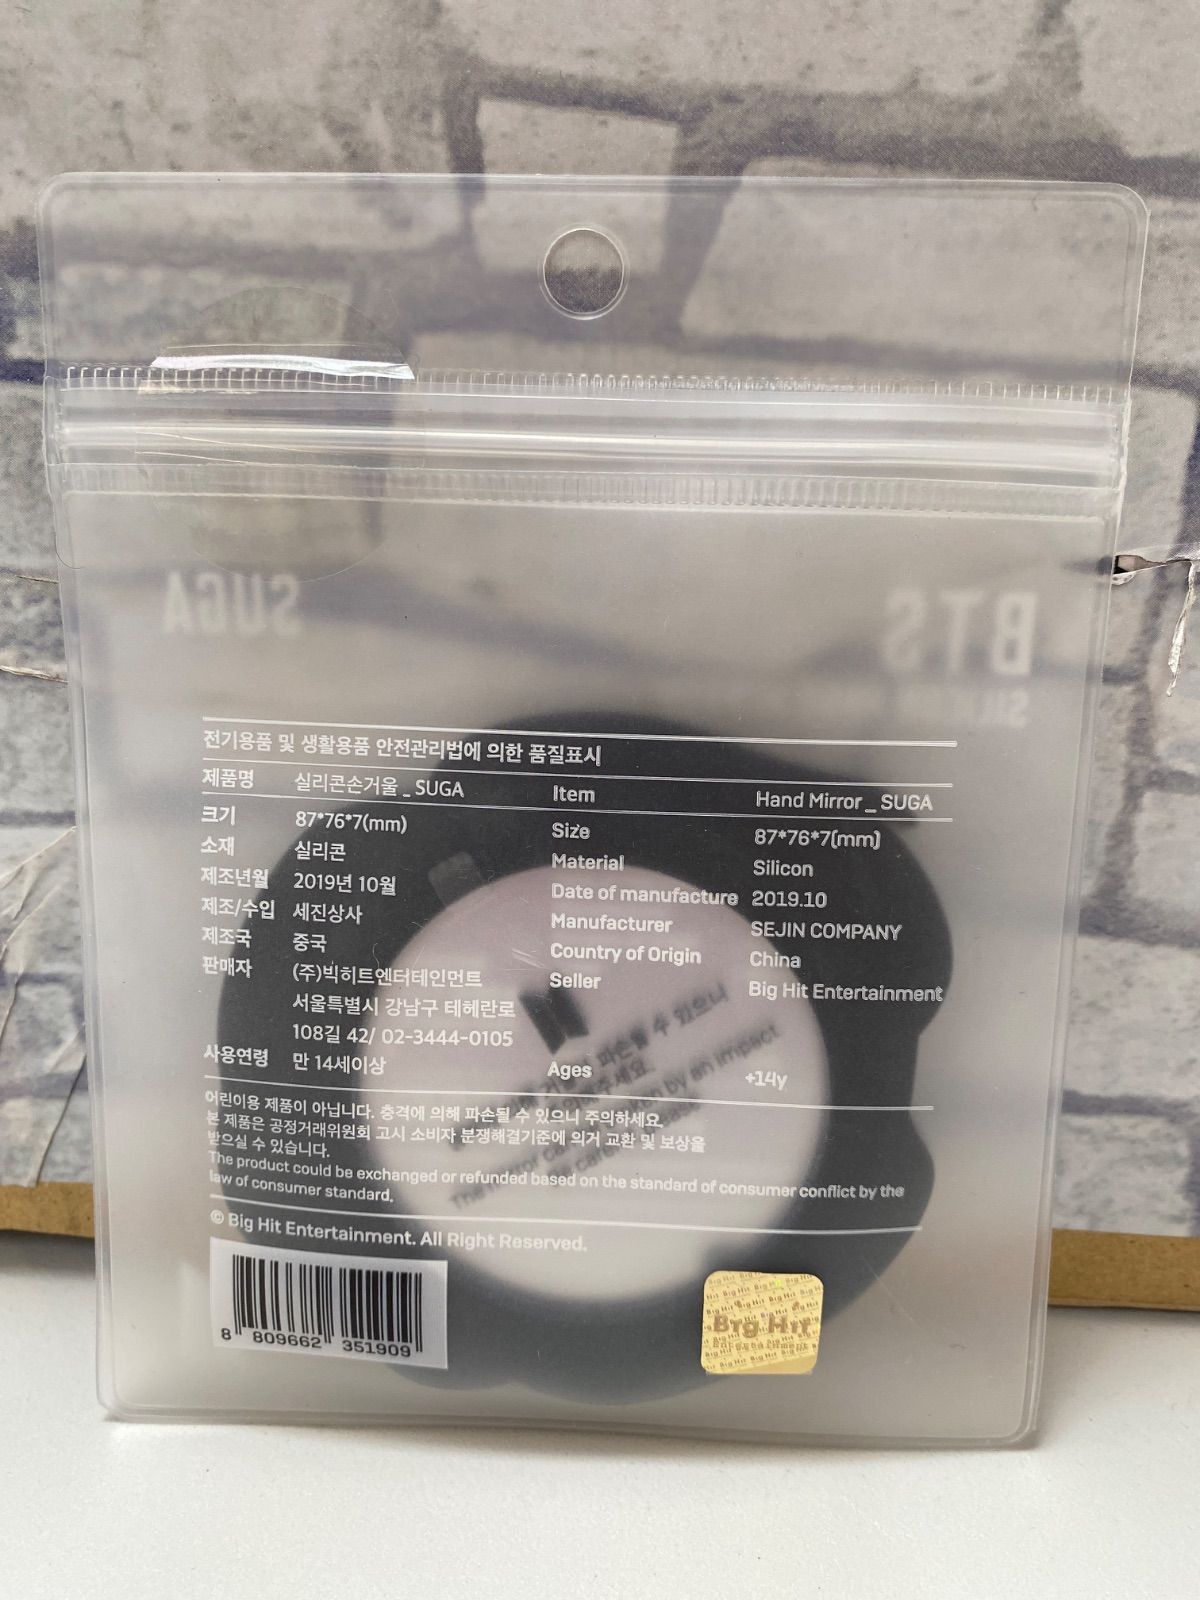 SUGA
BTS
전기용품 및 생활용품 안전관리법에 의한 품질표시
제품명 실리콘손거울 _ SUGA Item Hand Mirror _ SUGA
크기 87*76*7(mm) Size 87*76*7(mm)
소재 실리콘 Material Silicon
제조년월 2019년 10월 Date of manufacture 2019.10
제조/수입 세진상사 Manufacturer SEJIN COMPANY
제조국 중국 Country of Origin China
판매자 (주)빅히트엔터테인먼트 Seller Big Hit Entertainment
서울특별시 강남구 테헤란로
108길 42/ 02-3444-0105
사용연령 만 14세이상 Ages +14y
어린이용 제품이 아닙니다. 충격에 의해 파손될 수 있으니 주의하세요.
본 제품은 공정거래위원회 고시 소비자 분쟁해결기준에 의거 교환 및 보상을
받으실 수 있습니다.
The product could be exchanged or refunded based on the standard of consumer conflict by the
law of consumer standard.
© Big Hit Entertainment. All Right Reserved.
8 809662 351909
Big Hit
Entertainment